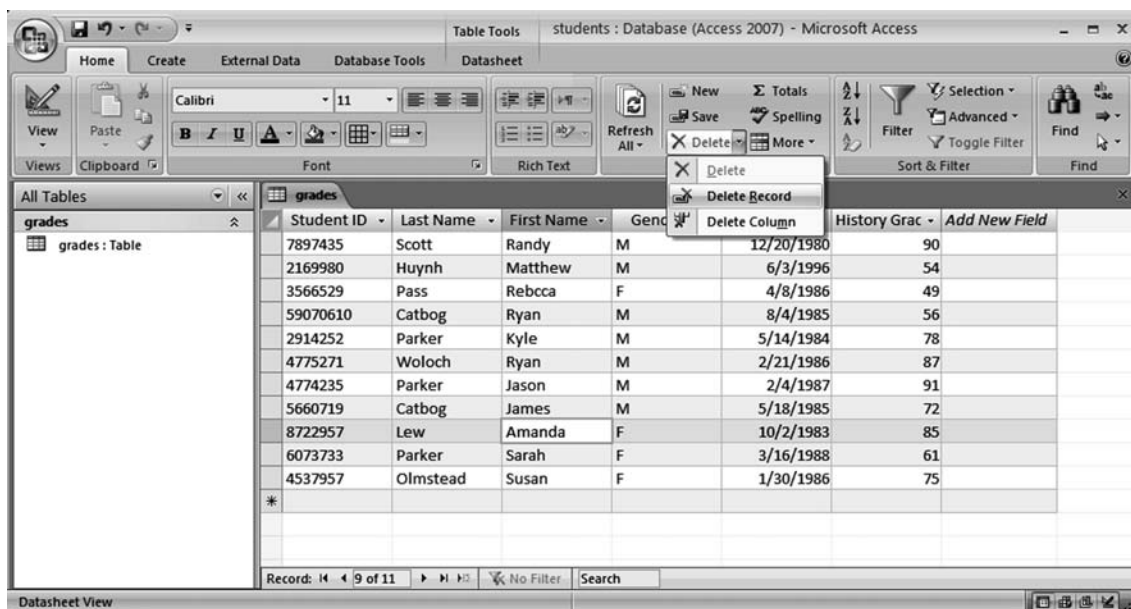 Table Tools students : Database (Access 2007) - Microsoft Access
Home Create External Data Database Tools Datasheet
View
Views
Paste
Clipboard
Calibri 11
B I U A
Font
ab
Rich Text
Refresh
All
New
Save
Delete
Σ Totals
ABC Spelling
More
Filter
Selection
Advanced
Toggle Filter
Sort & Filter
Find
Find
Delete
Delete Record
Delete Column
All Tables «
grades
grades : Table
grades
Student ID Last Name First Name Gend History Grac Add New Field
7897435 Scott Randy M 12/20/1980 90
2169980 Huynh Matthew M 6/3/1996 54
3566529 Pass Rebcca F 4/8/1986 49
59070610 Catbog Ryan M 8/4/1985 56
2914252 Parker Kyle M 5/14/1984 78
4775271 Woloch Ryan M 2/21/1986 87
4774235 Parker Jason M 2/4/1987 91
5660719 Catbog James M 5/18/1985 72
8722957 Lew Amanda F 10/2/1983 85
6073733 Parker Sarah F 3/16/1988 61
4537957 Olmstead Susan F 1/30/1986 75
*
Record: 9 of 11 No Filter Search
Datasheet View